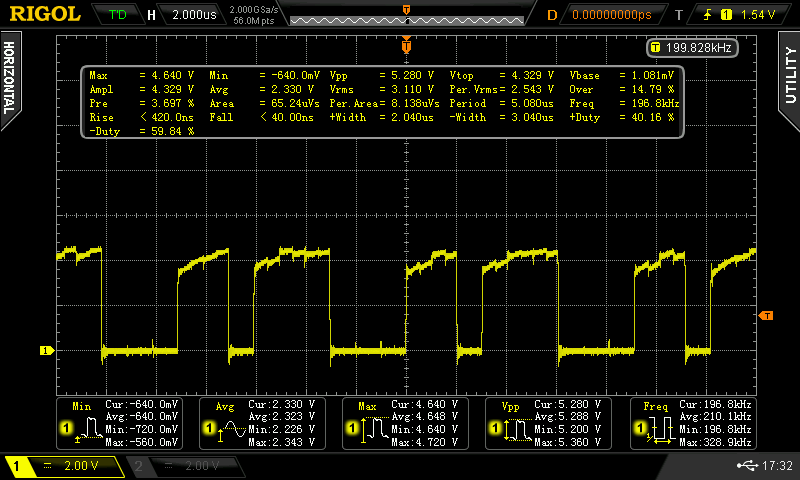 RIGOL T'D H 2.000us 2.000GSa/s 56.0M pts T D 0.00000000ps T 1 1.54 V
HORIZONTAL
UTILITY
T
T 199.828kHz
Max = 4.640 V Min = -640.0mV Vpp = 5.280 V Vtop = 4.329 V Vbase = 1.081mV
Ampl = 4.329 V Avg = 2.330 V Vrms = 3.110 V Per.Vrms= 2.543 V Over = 14.79 %
Pre = 3.697 % Area = 65.24uVs Per.Area= 8.138uVs Period = 5.080us Freq = 196.8kHz
Rise < 420.0ns Fall < 40.00ns +Width = 2.040us -Width = 3.040us +Duty = 40.16 %
-Duty = 59.84 %
T
1
Min Cur:-640.0mV Avg Cur:2.330 V Max Cur:4.640 V Vpp Cur:5.280 V Freq Cur:196.8kHz
Avg:-640.0mV Avg:2.323 V Avg:4.648 V Avg:5.288 V Avg:210.1kHz
1 Min:-720.0mV 1 Min:2.226 V 1 Min:4.640 V 1 Min:5.200 V 1 Min:196.8kHz
Max:-560.0mV Max:2.343 V Max:4.720 V Max:5.360 V Max:328.9kHz
1 2.00 V 2 2.00 V 17:32